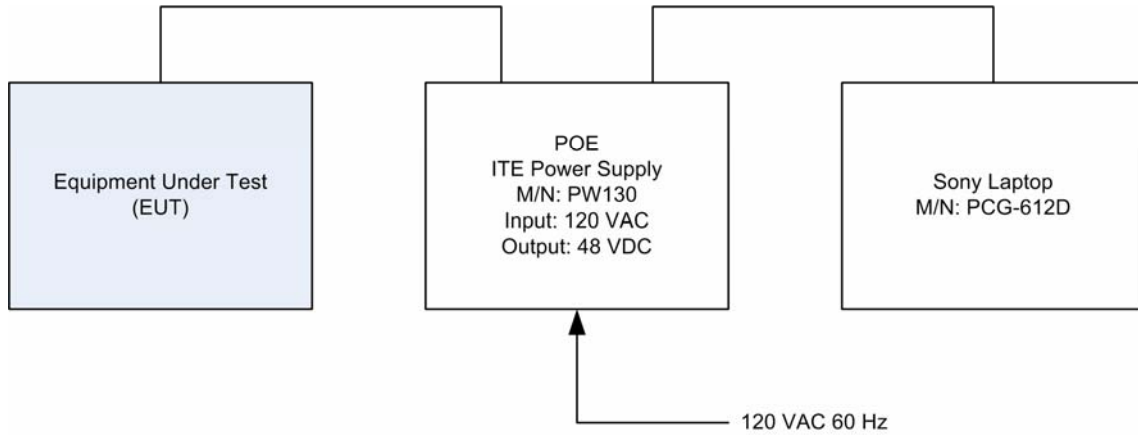 Equipment Under Test
(EUT)
POE
ITE Power Supply
M/N: PW130
Input: 120 VAC
Output: 48 VDC
Sony Laptop
M/N: PCG-612D
120 VAC 60 Hz